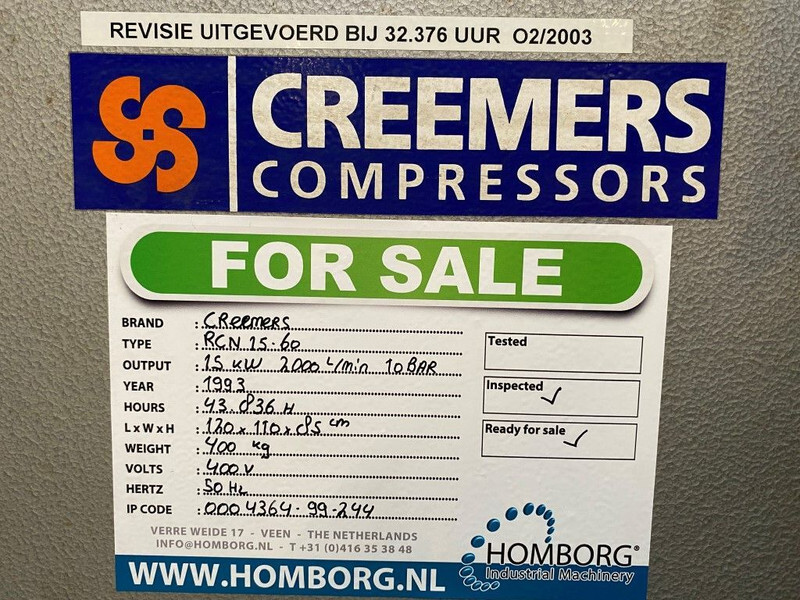 REVISIE UITGEVOERD BIJ 32.376 UUR O2/2003
CREEMERS
COMPRESSORS
FOR SALE
BRAND : CReemeRS
TYPE : RCN 15-60
OUTPUT : 15 kW 2000 L/min 10 BAR
YEAR : 1993
HOURS : 43.836 H
L x W x H : 120 x 110 x 85 cm
WEIGHT : 400 kg
VOLTS : 400 V
HERTZ : 50 Hz
IP CODE : 000 4364-99-244
Tested
Inspected ✓
Ready for sale ✓
VERRE WEIDE 17 - VEEN - THE NETHERLANDS
INFO@HOMBORG.NL - T +31 (0)416 35 38 48
WWW.HOMBORG.NL
HOMBORG®
Industrial Machinery